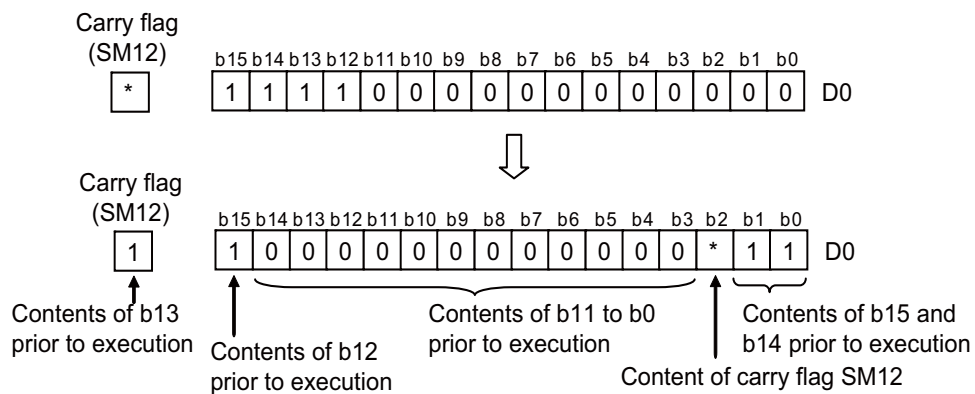 Carry flag
(SM12)
b15 b14 b13 b12 b11 b10 b9 b8 b7 b6 b5 b4 b3 b2 b1 b0
* 1 1 1 1 0 0 0 0 0 0 0 0 0 0 0 0 D0
Carry flag
(SM12)
b15 b14 b13 b12 b11 b10 b9 b8 b7 b6 b5 b4 b3 b2 b1 b0
1 1 0 0 0 0 0 0 0 0 0 0 0 0 * 1 1 D0
Contents of b13
prior to execution
Contents of b12
prior to execution
Contents of b11 to b0
prior to execution
Contents of b15 and
b14 prior to execution
Content of carry flag SM12